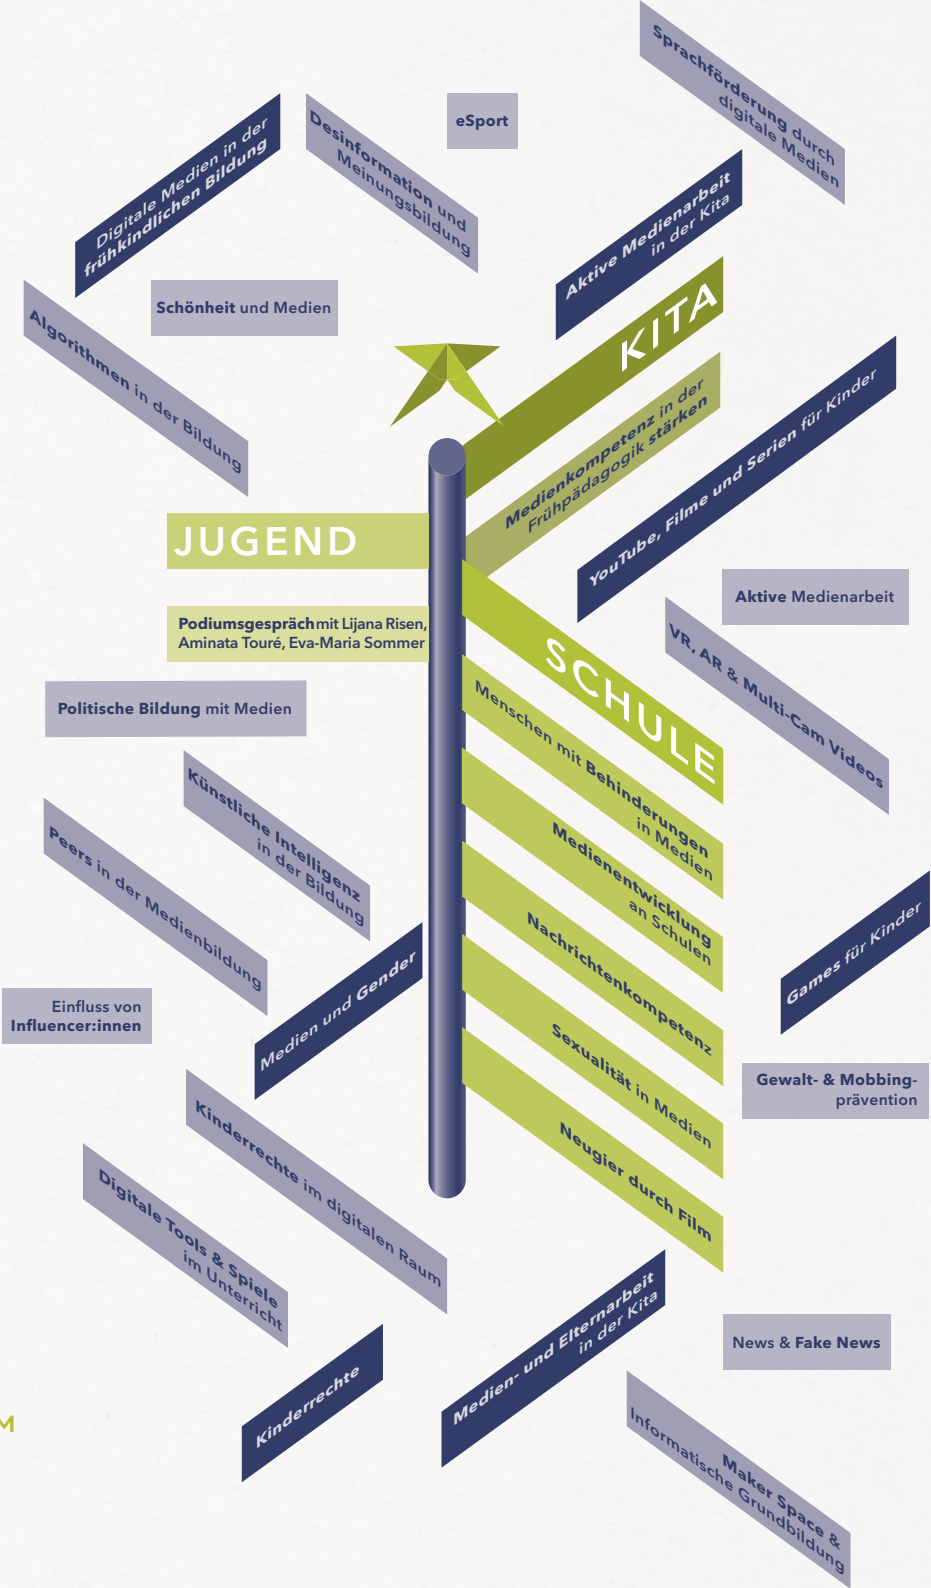 Sprachförderung durch
digitale Medien
eSport
Digitale Medien in der
frühkindlichen Bildung
Desinformation und
Meinungsbildung
Aktive Medienarbeit
in der Kita
Schönheit und Medien
Algorithmen in der Bildung
KITA
Medienkompetenz in der
Frühpädagogik stärken
YouTube, Filme und Serien für Kinder
JUGEND
Podiumsgespräch mit Lijana Risen,
Aminata Touré, Eva-Maria Sommer
Aktive Medienarbeit
VR, AR & Multi-Cam Videos
SCHULE
Politische Bildung mit Medien
Menschen mit Behinderungen
in Medien
Künstliche Intelligenz
in der Bildung
Peers in der Medienbildung
Medienentwicklung
an Schulen
Nachrichtenkompetenz
Games für Kinder
Medien und Gender
Einfluss von
Influencer:innen
Sexualität in Medien
Gewalt- & Mobbing-
prävention
Kinderrechte im digitalen Raum
Neugier durch Film
Digitale Tools & Spiele
im Unterricht
Medien- und Elternarbeit
in der Kita
News & Fake News
Kinderrechte
Maker Space &
Informatische Grundbildung
M